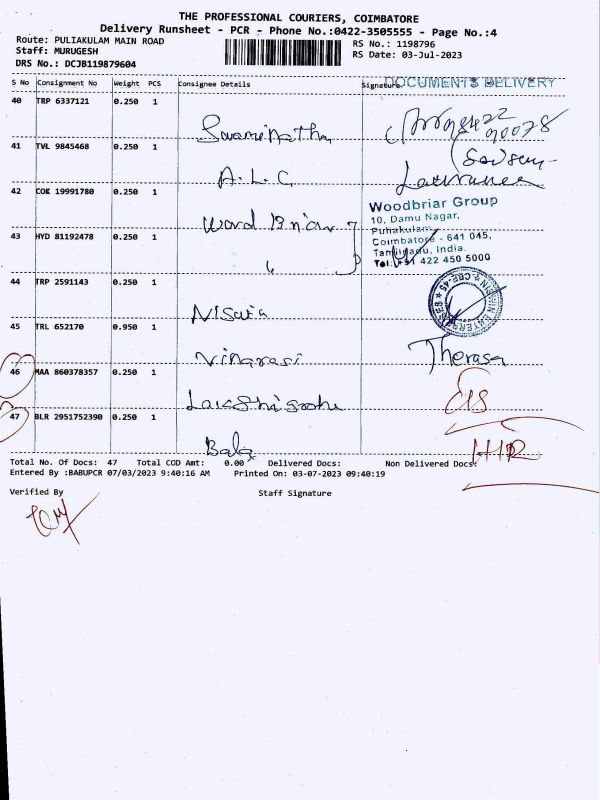 THE PROFESSIONAL COURIERS, COIMBATORE
Delivery Runsheet - PCR - Phone No.:0422-3505555 - Page No.:4
Route: PULIAKULAM MAIN ROAD
Staff: MURUGESH
DRS No.: DCJB119879604
RS No.: 1198796
RS Date: 03-Jul-2023
S No Consignment No Weight PCS Consignee Details Signature DOCUMENTS DELIVERY
40 TRP 6337121 0.250 1
41 TVL 9845468 0.250 1
A.L.C
42 COK 19991780 0.250 1
Word
Woodbriar Group
10, Damu Nagar,
Puliakulam,
Coimbatore - 641 045,
Tamilnadu, India.
Tel: +91 422 450 5000
43 HYD 81192478 0.250 1
44 TRP 2591143 0.250 1
45 TRL 652170 0.950 1
Therasa
46 MAA 860378357 0.250 1
47 BLR 2951752390 0.250 1
Bala
Total No. Of Docs: 47 Total COD Amt: 0.00 Delivered Docs: Non Delivered Docs:
Entered By :BABUPCR 07/03/2023 9:40:16 AM Printed On: 03-07-2023 09:40:19
Verified By Staff Signature